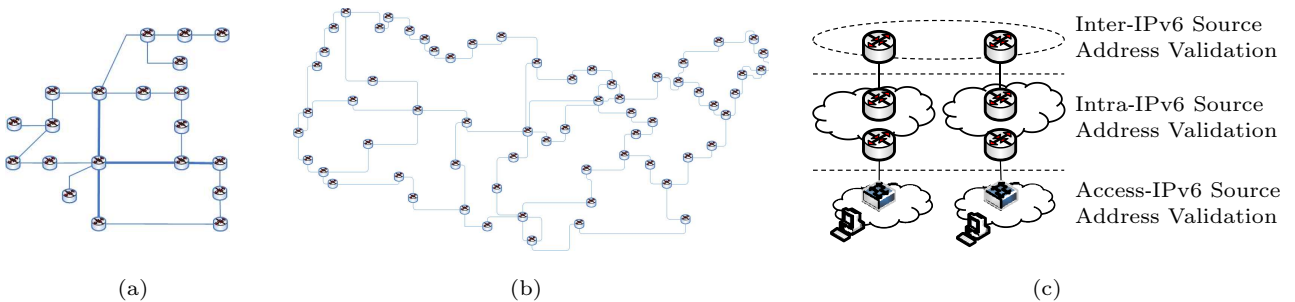 Inter-IPv6 Source
Address Validation
Intra-IPv6 Source
Address Validation
Access-IPv6 Source
Address Validation
(a)
(b)
(c)